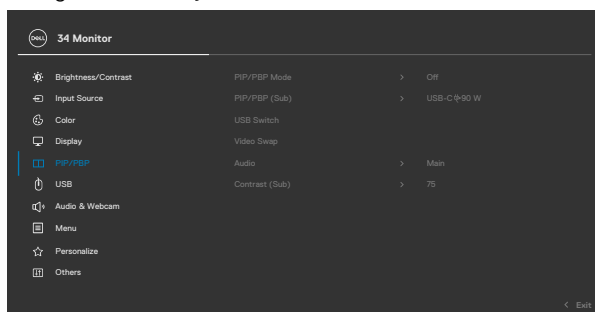 DELL 34 Monitor
Brightness/Contrast PIP/PBP Mode > Off
Input Source PIP/PBP (Sub) > USB-C 90 W
Color USB Switch
Display Video Swap
PIP/PBP Audio > Main
USB Contrast (Sub) > 75
Audio & Webcam
Menu
Personalize
Others
< Exit